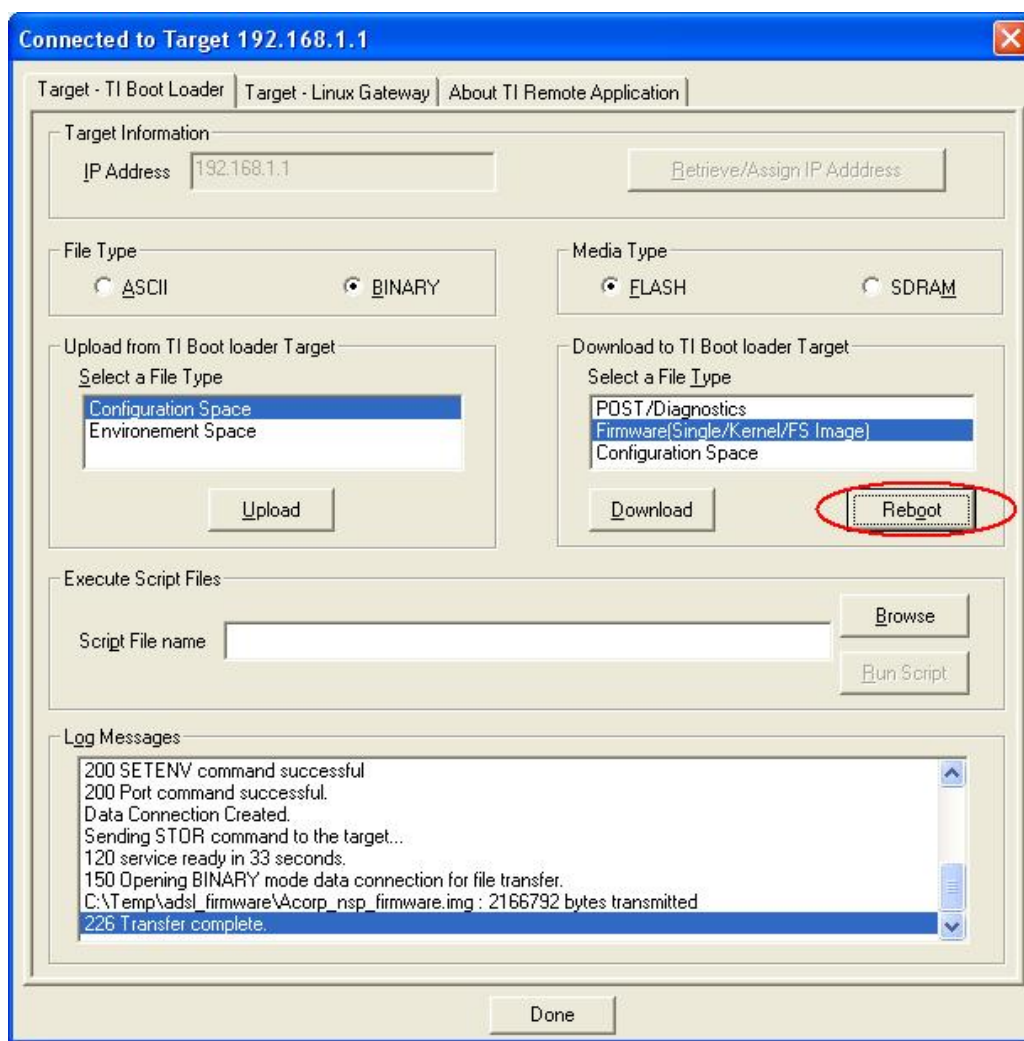 Connected to Target 192.168.1.1
Target - TI Boot Loader
Target - Linux Gateway
About TI Remote Application
Target Information
IP Address
192.168.1.1
Retrieve/Assign IP Adddress
File Type
ASCII
BINARY
Media Type
FLASH
SDRAM
Upload from TI Boot loader Target
Select a File Type
Configuration Space
Environement Space
Upload
Download to TI Boot loader Target
Select a File Type
POST/Diagnostics
Firmware(Single/Kernel/FS Image)
Configuration Space
Download
Reboot
Execute Script Files
Script File name
Browse
Run Script
Log Messages
200 SETENV command successful
200 Port command successful.
Data Connection Created.
Sending STOR command to the target...
120 service ready in 33 seconds.
150 Opening BINARY mode data connection for file transfer.
C:\Temp\adsl_firmware\Acorp_nsp_firmware.img : 2166792 bytes transmitted
226 Transfer complete.
Done